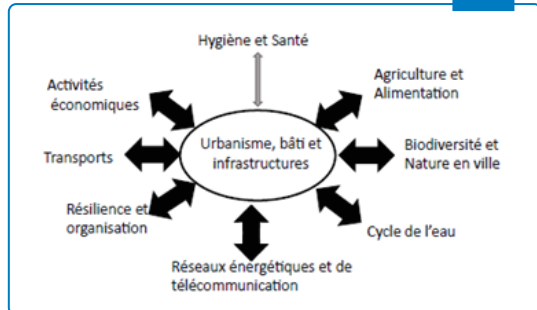 Hygiène et Santé
Activités
économiques
Agriculture et
Alimentation
Urbanisme, bâti et
infrastructures
Transports
Biodiversité et
Nature en ville
Résilience et
organisation
Cycle de l'eau
Réseaux énergétiques et de
télécommunication